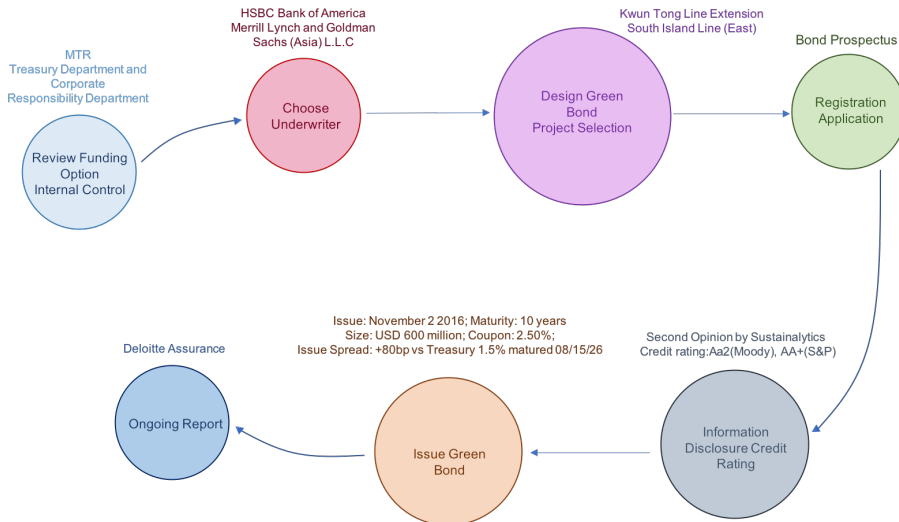 MTR
Treasury Department and
Corporate
Responsibility Department
Review Funding
Option
Internal Control
HSBC Bank of America
Merrill Lynch and Goldman
Sachs (Asia) L.L.C
Choose
Underwriter
Kwun Tong Line Extension
South Island Line (East)
Design Green
Bond
Project Selection
Bond Prospectus
Registration
Application
Second Opinion by Sustainalytics
Credit rating:Aa2(Moody), AA+(S&P)
Information
Disclosure Credit
Rating
Issue: November 2 2016; Maturity: 10 years
Size: USD 600 million; Coupon: 2.50%;
Issue Spread: +80bp vs Treasury 1.5% matured 08/15/26
Issue Green
Bond
Deloitte Assurance
Ongoing Report